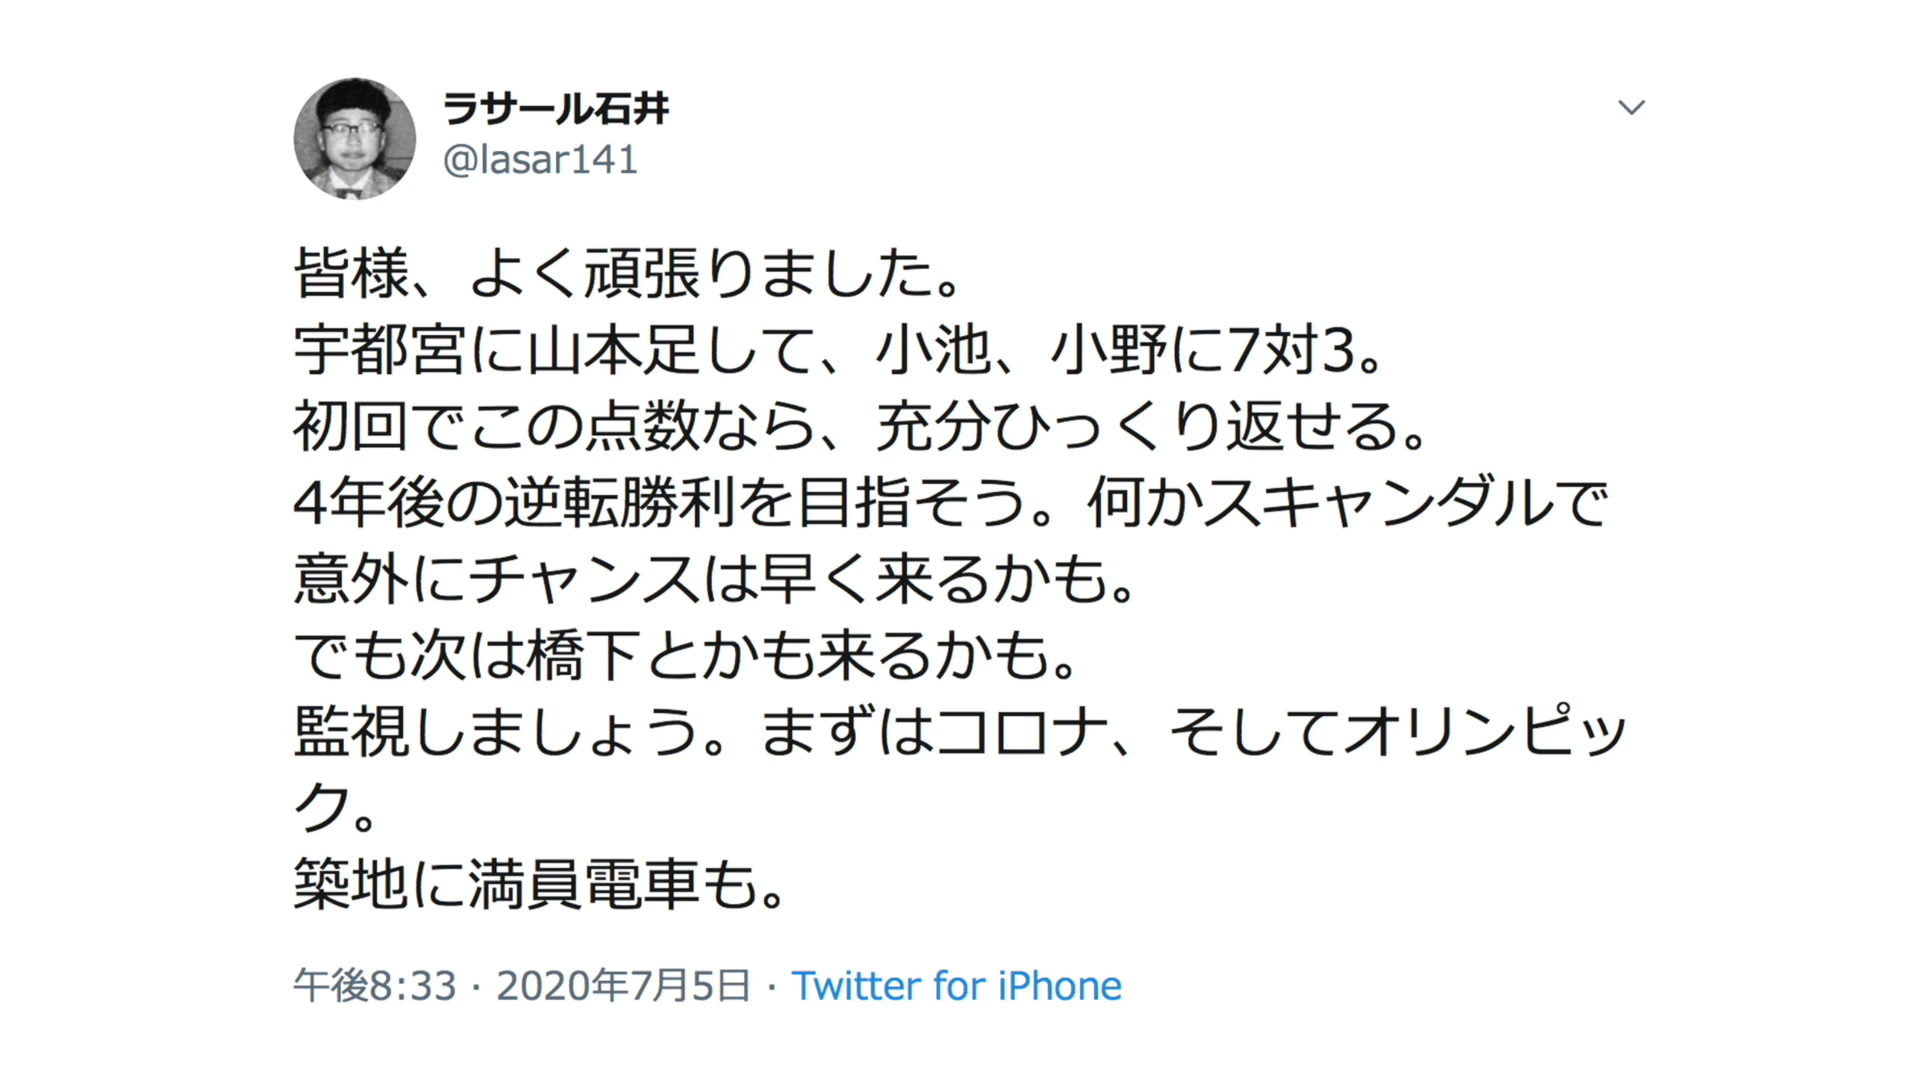 ラサール石井
@lasar141
皆様、よく頑張りました。
宇都宮に山本足して、小池、小野に7対3。
初回でこの点数なら、充分ひっくり返せる。
4年後の逆転勝利を目指そう。何かスキャンダルで
意外にチャンスは早く来るかも。
でも次は橋下とかも来るかも。
監視しましょう。まずはコロナ、そしてオリンピッ
ク。
築地に満員電車も。
午後8:33 · 2020年7月5日 · Twitter for iPhone